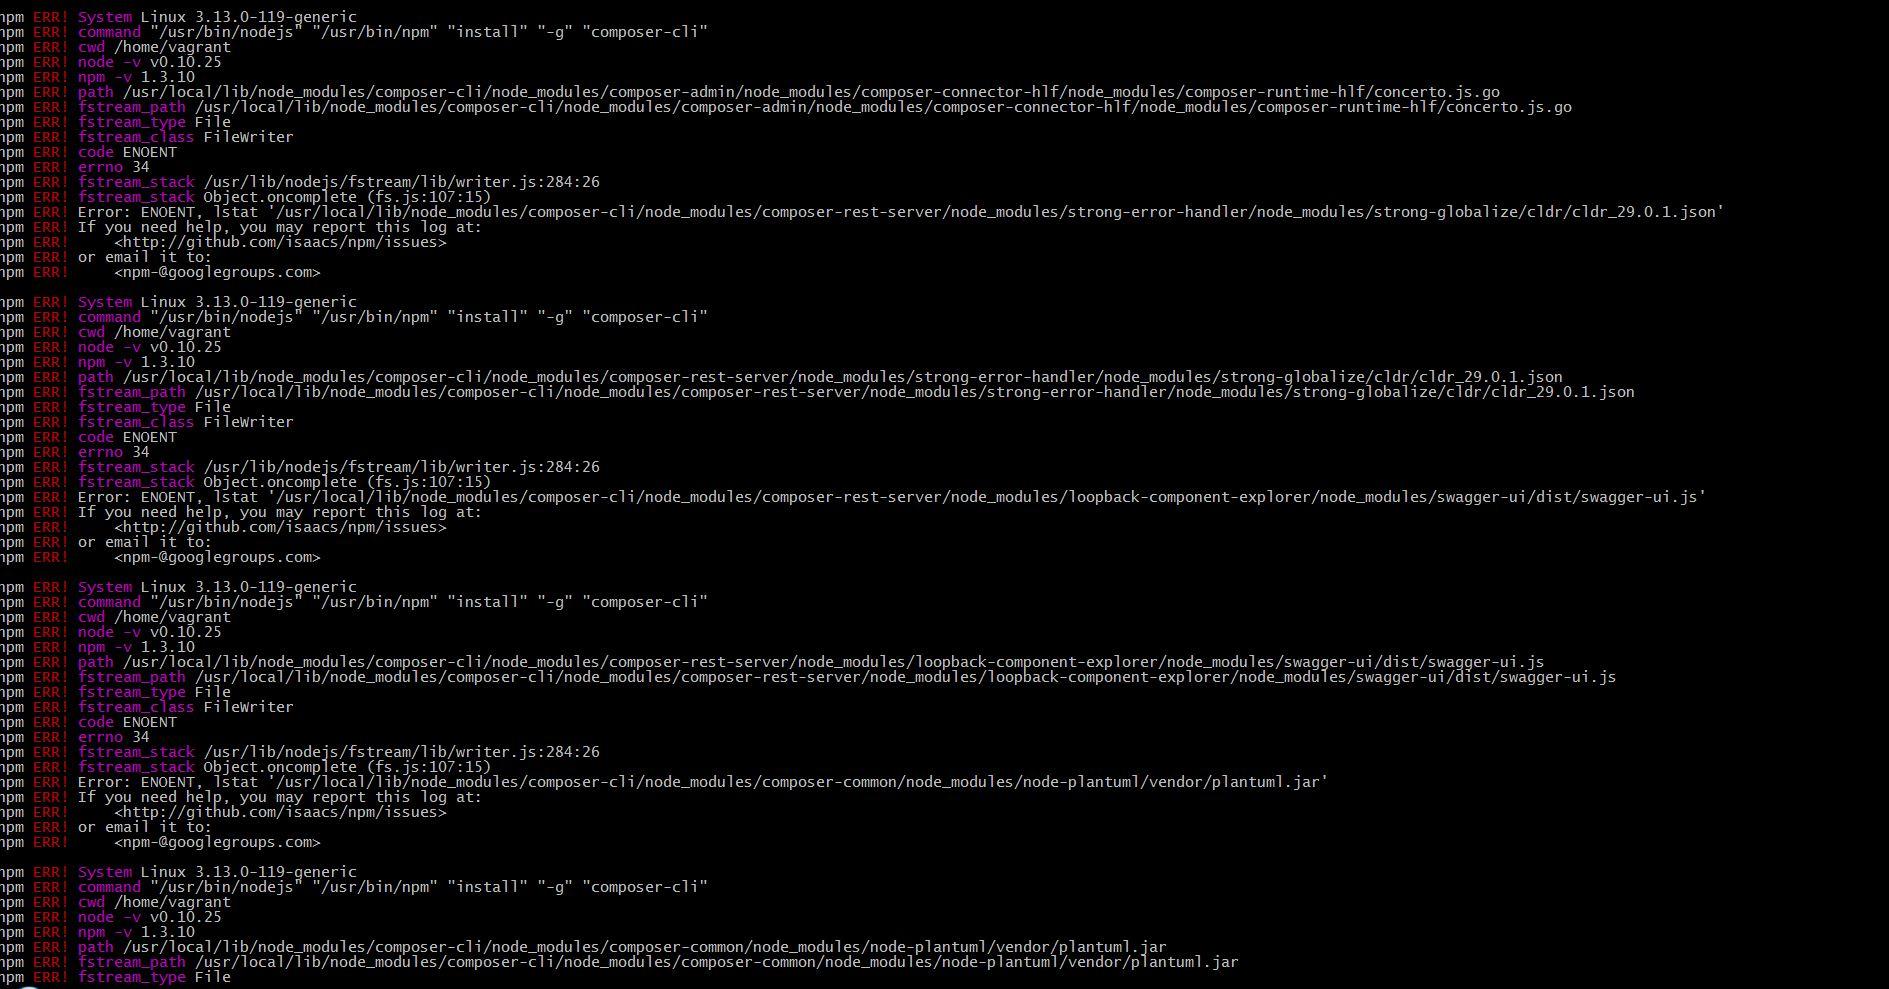 npm ERR! System Linux 3.13.0-119-generic
npm ERR! command "/usr/bin/nodejs" "/usr/bin/npm" "install" "-g" "composer-cli"
npm ERR! cwd /home/vagrant
npm ERR! node -v v0.10.25
npm ERR! npm -v 1.3.10
npm ERR! path /usr/local/lib/node_modules/composer-cli/node_modules/composer-admin/node_modules/composer-connector-hlf/node_modules/composer-runtime-hlf/concerto.js.go
npm ERR! fstream_path /usr/local/lib/node_modules/composer-cli/node_modules/composer-admin/node_modules/composer-connector-hlf/node_modules/composer-runtime-hlf/concerto.js.go
npm ERR! fstream_type File
npm ERR! fstream_class FileWriter
npm ERR! code ENOENT
npm ERR! errno 34
npm ERR! fstream_stack /usr/lib/nodejs/fstream/lib/writer.js:284:26
npm ERR! fstream_stack Object.oncomplete (fs.js:107:15)
npm ERR! Error: ENOENT, lstat '/usr/local/lib/node_modules/composer-cli/node_modules/composer-rest-server/node_modules/strong-error-handler/node_modules/strong-globalize/cldr/cldr_29.0.1.json'
npm ERR! If you need help, you may report this log at:
npm ERR!     <http://github.com/isaacs/npm/issues>
npm ERR! or email it to:
npm ERR!     <npm-@googlegroups.com>

npm ERR! System Linux 3.13.0-119-generic
npm ERR! command "/usr/bin/nodejs" "/usr/bin/npm" "install" "-g" "composer-cli"
npm ERR! cwd /home/vagrant
npm ERR! node -v v0.10.25
npm ERR! npm -v 1.3.10
npm ERR! path /usr/local/lib/node_modules/composer-cli/node_modules/composer-rest-server/node_modules/strong-error-handler/node_modules/strong-globalize/cldr/cldr_29.0.1.json
npm ERR! fstream_path /usr/local/lib/node_modules/composer-cli/node_modules/composer-rest-server/node_modules/strong-error-handler/node_modules/strong-globalize/cldr/cldr_29.0.1.json
npm ERR! fstream_type File
npm ERR! fstream_class FileWriter
npm ERR! code ENOENT
npm ERR! errno 34
npm ERR! fstream_stack /usr/lib/nodejs/fstream/lib/writer.js:284:26
npm ERR! fstream_stack Object.oncomplete (fs.js:107:15)
npm ERR! Error: ENOENT, lstat '/usr/local/lib/node_modules/composer-cli/node_modules/composer-rest-server/node_modules/loopback-component-explorer/node_modules/swagger-ui/dist/swagger-ui.js'
npm ERR! If you need help, you may report this log at:
npm ERR!     <http://github.com/isaacs/npm/issues>
npm ERR! or email it to:
npm ERR!     <npm-@googlegroups.com>

npm ERR! System Linux 3.13.0-119-generic
npm ERR! command "/usr/bin/nodejs" "/usr/bin/npm" "install" "-g" "composer-cli"
npm ERR! cwd /home/vagrant
npm ERR! node -v v0.10.25
npm ERR! npm -v 1.3.10
npm ERR! path /usr/local/lib/node_modules/composer-cli/node_modules/composer-rest-server/node_modules/loopback-component-explorer/node_modules/swagger-ui/dist/swagger-ui.js
npm ERR! fstream_path /usr/local/lib/node_modules/composer-cli/node_modules/composer-rest-server/node_modules/loopback-component-explorer/node_modules/swagger-ui/dist/swagger-ui.js
npm ERR! fstream_type File
npm ERR! fstream_class FileWriter
npm ERR! code ENOENT
npm ERR! errno 34
npm ERR! fstream_stack /usr/lib/nodejs/fstream/lib/writer.js:284:26
npm ERR! fstream_stack Object.oncomplete (fs.js:107:15)
npm ERR! Error: ENOENT, lstat '/usr/local/lib/node_modules/composer-cli/node_modules/composer-common/node_modules/node-plantuml/vendor/plantuml.jar'
npm ERR! If you need help, you may report this log at:
npm ERR!     <http://github.com/isaacs/npm/issues>
npm ERR! or email it to:
npm ERR!     <npm-@googlegroups.com>

npm ERR! System Linux 3.13.0-119-generic
npm ERR! command "/usr/bin/nodejs" "/usr/bin/npm" "install" "-g" "composer-cli"
npm ERR! cwd /home/vagrant
npm ERR! node -v v0.10.25
npm ERR! npm -v 1.3.10
npm ERR! path /usr/local/lib/node_modules/composer-cli/node_modules/composer-common/node_modules/node-plantuml/vendor/plantuml.jar
npm ERR! fstream_path /usr/local/lib/node_modules/composer-cli/node_modules/composer-common/node_modules/node-plantuml/vendor/plantuml.jar
npm ERR! fstream_type File